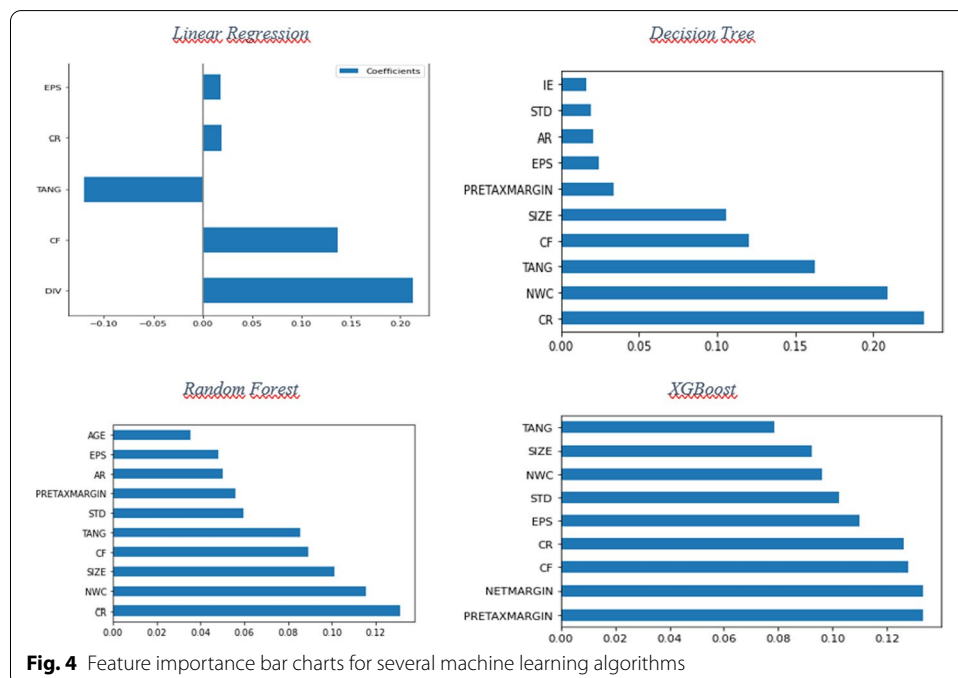 Linear Regression
Coefficients
EPS
CR
TANG
CF
DIV
−0.10 −0.05 0.00 0.05 0.10 0.15 0.20
Decision Tree
IE
STD
AR
EPS
PRETAXMARGIN
SIZE
CF
TANG
NWC
CR
0.00 0.05 0.10 0.15 0.20
Random Forest
AGE
EPS
AR
PRETAXMARGIN
STD
TANG
CF
SIZE
NWC
CR
0.00 0.02 0.04 0.06 0.08 0.10 0.12
XGBoost
TANG
SIZE
NWC
STD
EPS
CR
CF
NETMARGIN
PRETAXMARGIN
0.00 0.02 0.04 0.06 0.08 0.10 0.12
Fig. 4 Feature importance bar charts for several machine learning algorithms